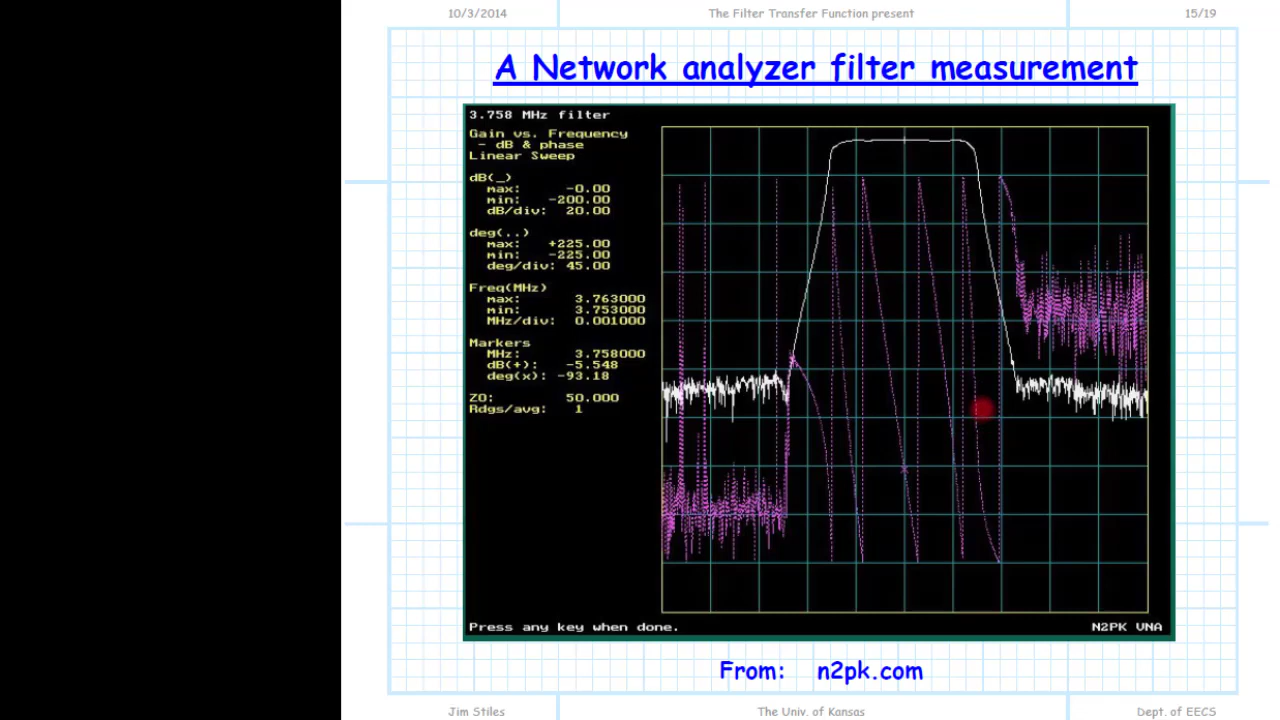 10/3/2014 The Filter Transfer Function present 15/19
A Network analyzer filter measurement
3.758 MHz filter
Gain vs. Frequency
- dB & phase
Linear Sweep
dB(_)
max: -0.00
min: -200.00
dB/div: 20.00
deg(..)
max: +225.00
min: -225.00
deg/div: 45.00
Freq(MHz)
max: 3.763000
min: 3.753000
MHz/div: 0.001000
Markers
MHz: 3.758000
dB(+): -5.548
deg(x): -93.18
ZO: 50.000
Rdgs/avg: 1
Press any key when done. N2PK VNA
From: n2pk.com
Jim Stiles The Univ. of Kansas Dept. of EECS